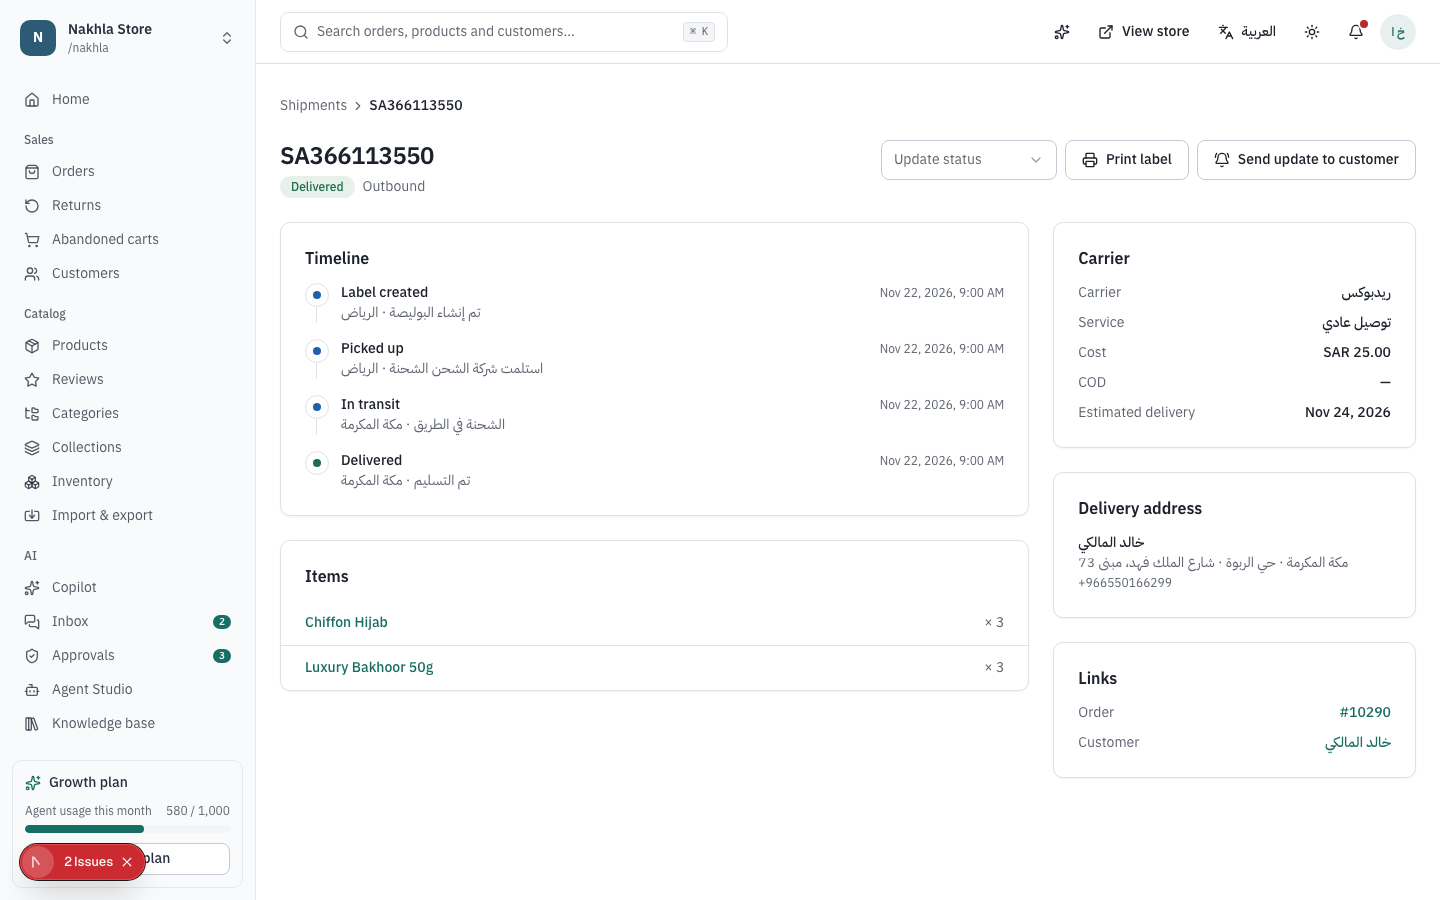 N
Nakhla Store
/nakhla
Home
Sales
Orders
Returns
Abandoned carts
Customers
Catalog
Products
Reviews
Categories
Collections
Inventory
Import & export
AI
Copilot
Inbox
2
Approvals
3
Agent Studio
Knowledge base
Growth plan
Agent usage this month 580 / 1,000
plan
2 Issues
Search orders, products and customers...
⌘ K
View store
العربية
خ ا
Shipments > SA366113550
SA366113550
Delivered Outbound
Update status
Print label
Send update to customer
Timeline
Label created Nov 22, 2026, 9:00 AM
تم إنشاء البوليصة · الرياض
Picked up Nov 22, 2026, 9:00 AM
استلمت شركة الشحن الشحنة · الرياض
In transit Nov 22, 2026, 9:00 AM
الشحنة في الطريق · مكة المكرمة
Delivered Nov 22, 2026, 9:00 AM
تم التسليم · مكة المكرمة
Items
Chiffon Hijab × 3
Luxury Bakhoor 50g × 3
Carrier
Carrier ريدبوكس
Service توصيل عادي
Cost SAR 25.00
COD —
Estimated delivery Nov 24, 2026
Delivery address
خالد المالكي
مكة المكرمة · حي الربوة · شارع الملك فهد، مبنى 73
+966550166299
Links
Order #10290
Customer خالد المالكي